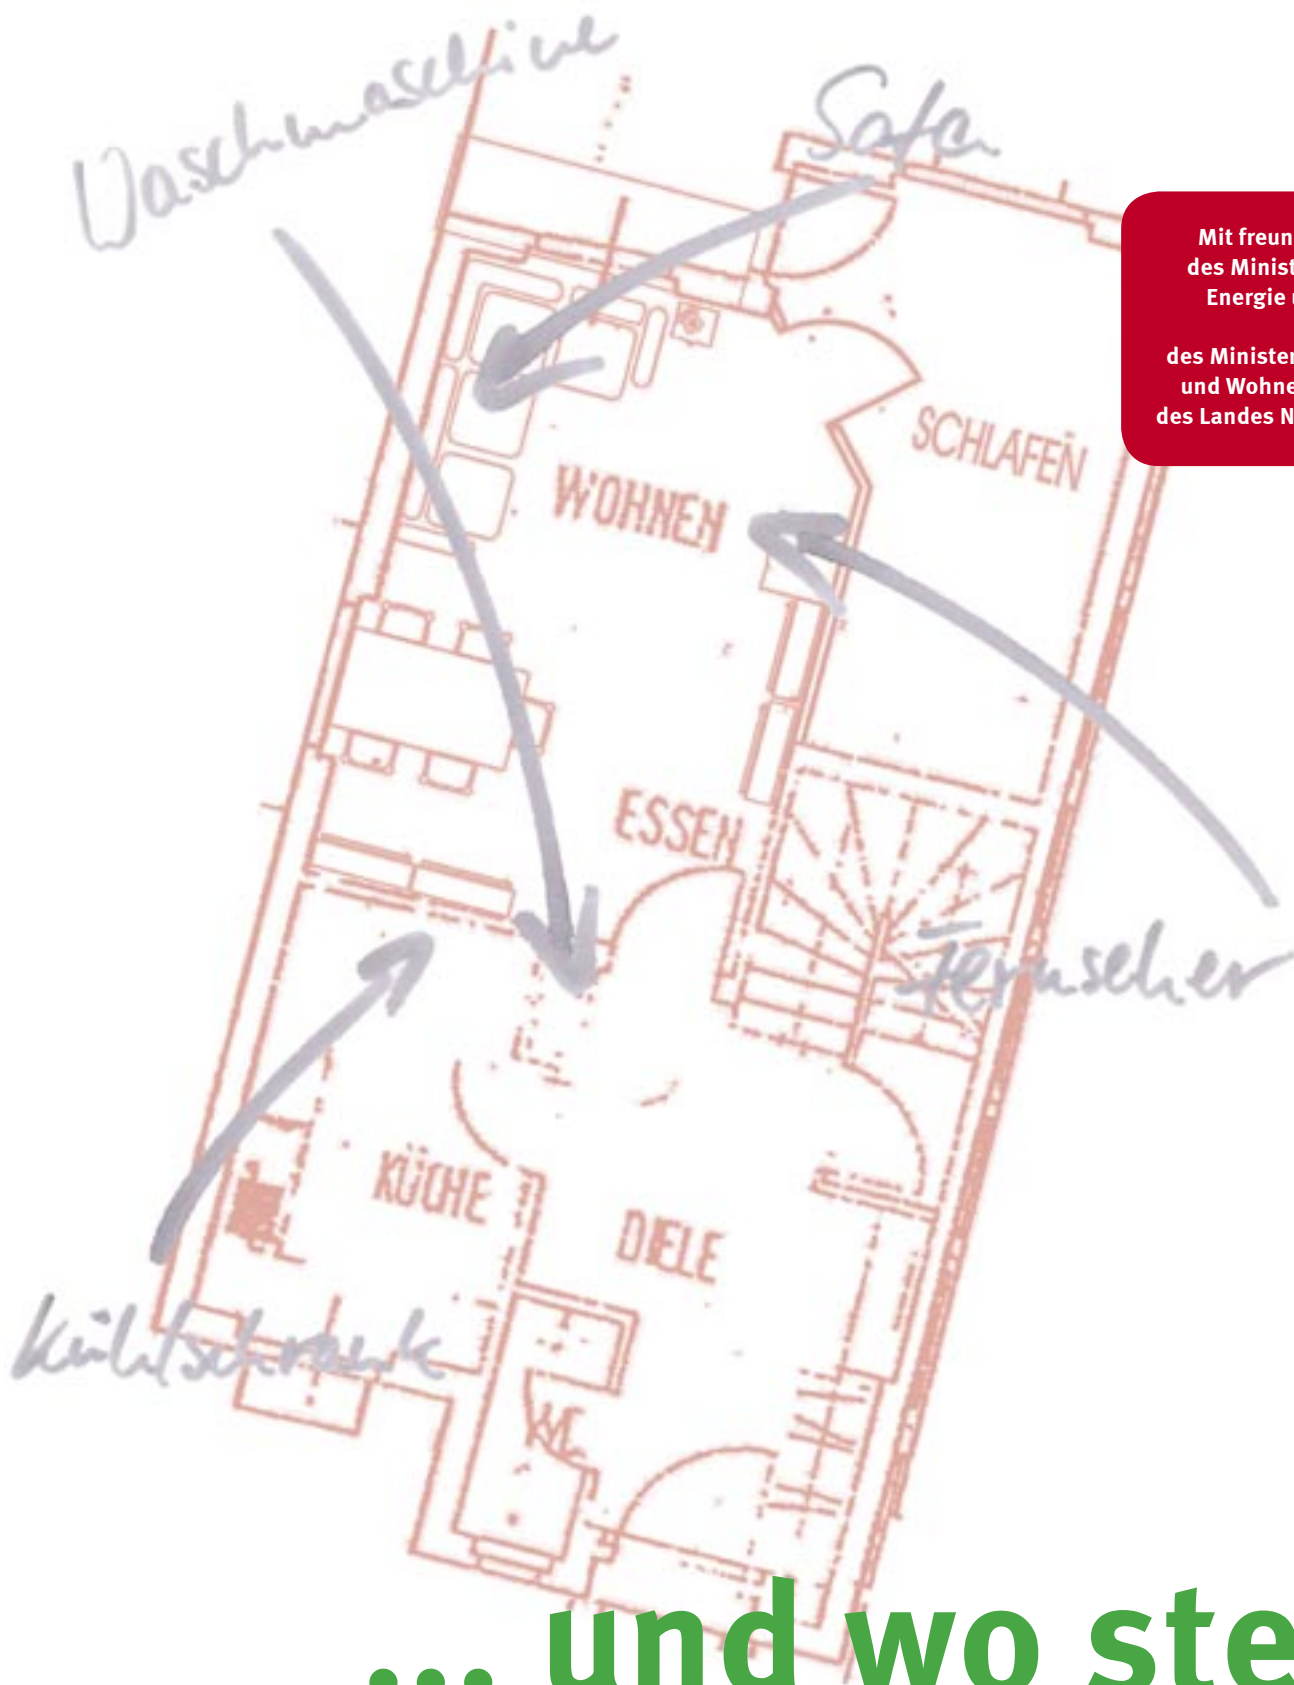 Waschmaschine
Sofa
Mit freun
des Minist
Energie u
des Minister
und Wohne
des Landes N
SCHLAFEN
WOHNEN
ESSEN
Fernseher
KÜCHE
DIELE
Kühlschrank
WC
... und wo ste